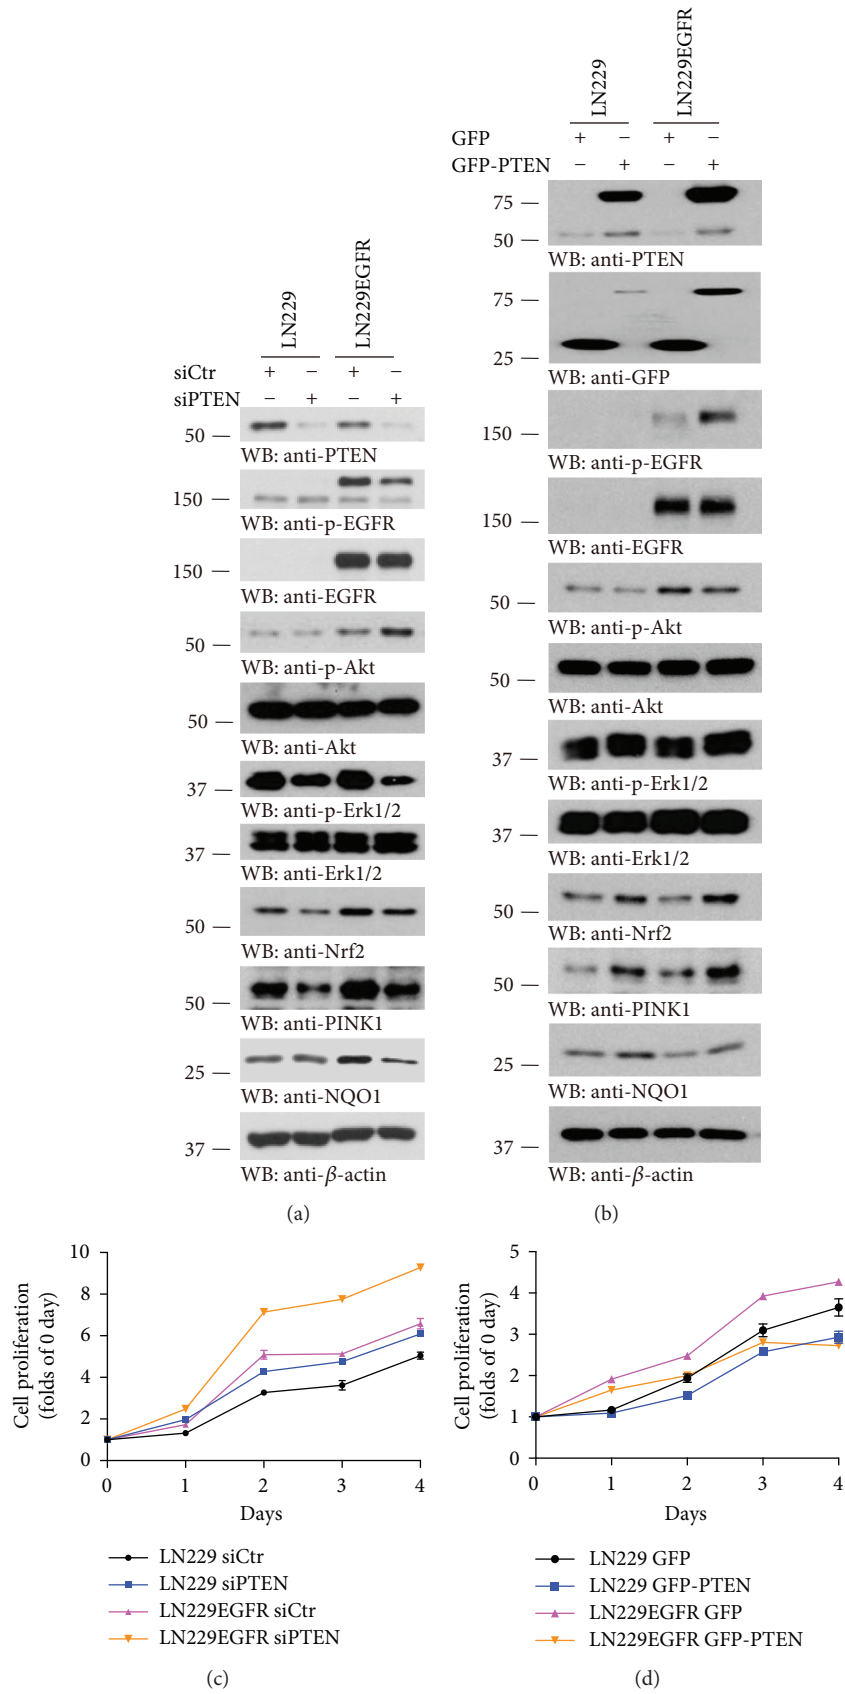 LN229
LN229EGFR
siCtr + − + −
siPTEN − + − +
50
WB: anti-PTEN
150
WB: anti-p-EGFR
150
WB: anti-EGFR
50
WB: anti-p-Akt
50
WB: anti-Akt
37
WB: anti-p-Erk1/2
37
WB: anti-Erk1/2
50
WB: anti-Nrf2
50
WB: anti-PINK1
25
WB: anti-NQO1
37
WB: anti-β-actin
(a)
LN229
LN229EGFR
GFP + − + −
GFP-PTEN − + − +
75
50
WB: anti-PTEN
75
25
WB: anti-GFP
150
WB: anti-p-EGFR
150
WB: anti-EGFR
50
WB: anti-p-Akt
50
WB: anti-Akt
37
WB: anti-p-Erk1/2
37
WB: anti-Erk1/2
50
WB: anti-Nrf2
50
WB: anti-PINK1
25
WB: anti-NQO1
37
WB: anti-β-actin
(b)
Cell proliferation
(folds of 0 day)
10
8
6
4
2
0
0 1 2 3 4
Days
LN229 siCtr
LN229 siPTEN
LN229EGFR siCtr
LN229EGFR siPTEN
(c)
Cell proliferation
(folds of 0 day)
5
4
3
2
1
0
0 1 2 3 4
Days
LN229 GFP
LN229 GFP-PTEN
LN229EGFR GFP
LN229EGFR GFP-PTEN
(d)